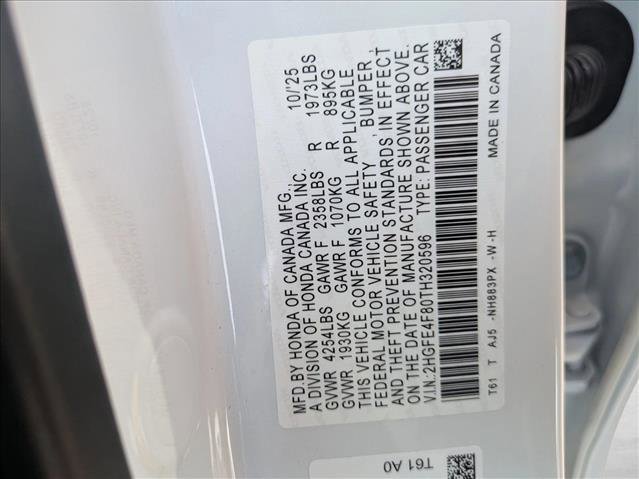 MFD.BY HONDA OF CANADA MFG., 10/'25
A DIVISION OF HONDA CANADA INC.
GVWR 4254LBS GAWR F 2358LBS R 1973LBS
GVWR 1930KG GAWR F 1070KG R 895KG
THIS VEHICLE CONFORMS TO ALL APPLICABLE
FEDERAL MOTOR VEHICLE SAFETY , BUMPER ,
AND THEFT PREVENTION STANDARDS IN EFFECT
ON THE DATE OF MANUFACTURE SHOWN ABOVE.
V.I.N.: 2HGFE4F80TH320596 TYPE: PASSENGER CAR
T61 T AJ5 -NH883PX -W-H MADE IN CANADA
T61 A0